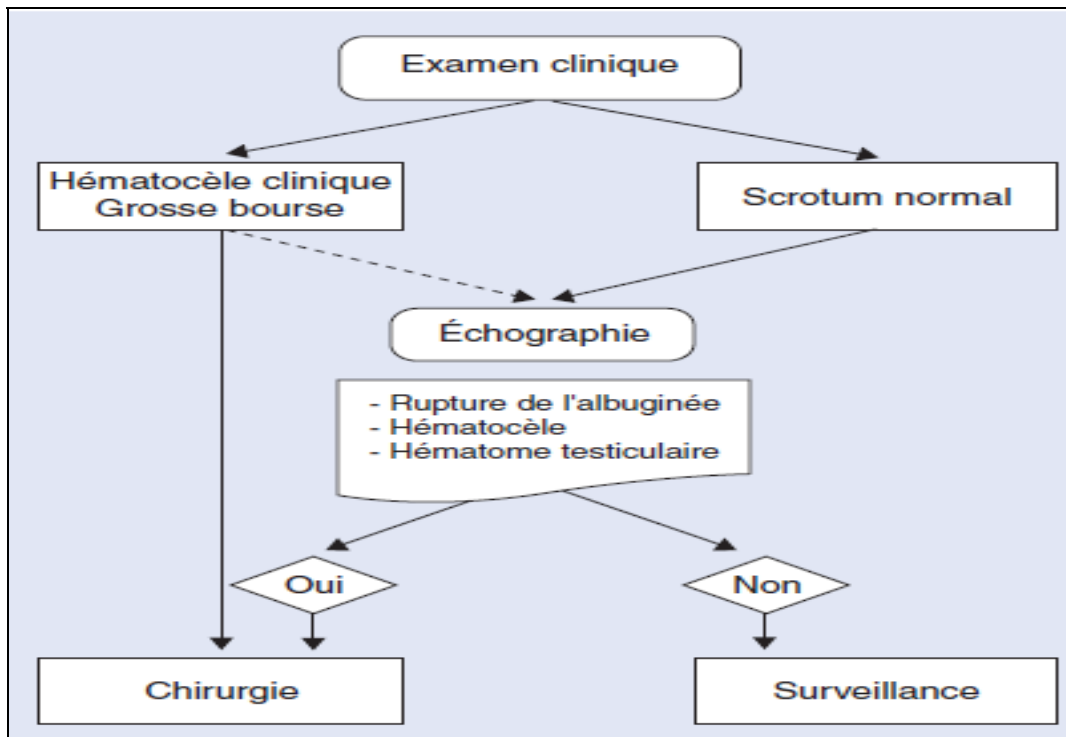 Examen clinique
Hématocèle clinique
Grosse bourse
Scrotum normal
Échographie
- Rupture de l'albuginée
- Hématocèle
- Hématome testiculaire
Oui
Non
Chirurgie
Surveillance